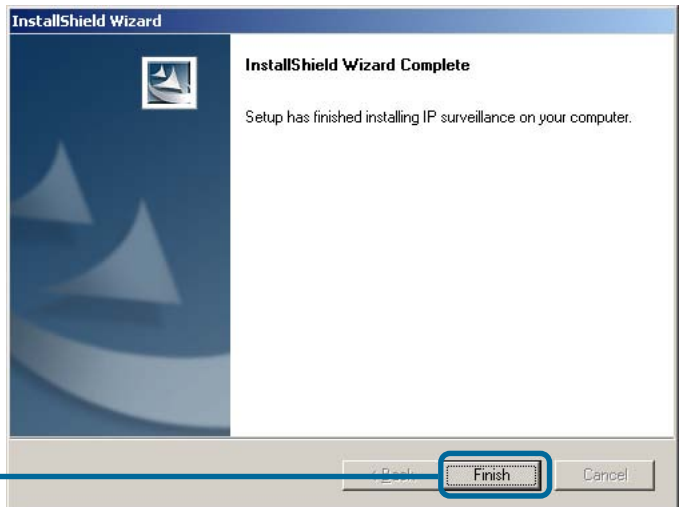 InstallShield Wizard
InstallShield Wizard Complete
Setup has finished installing IP surveillance on your computer.
< Back
Finish
Cancel